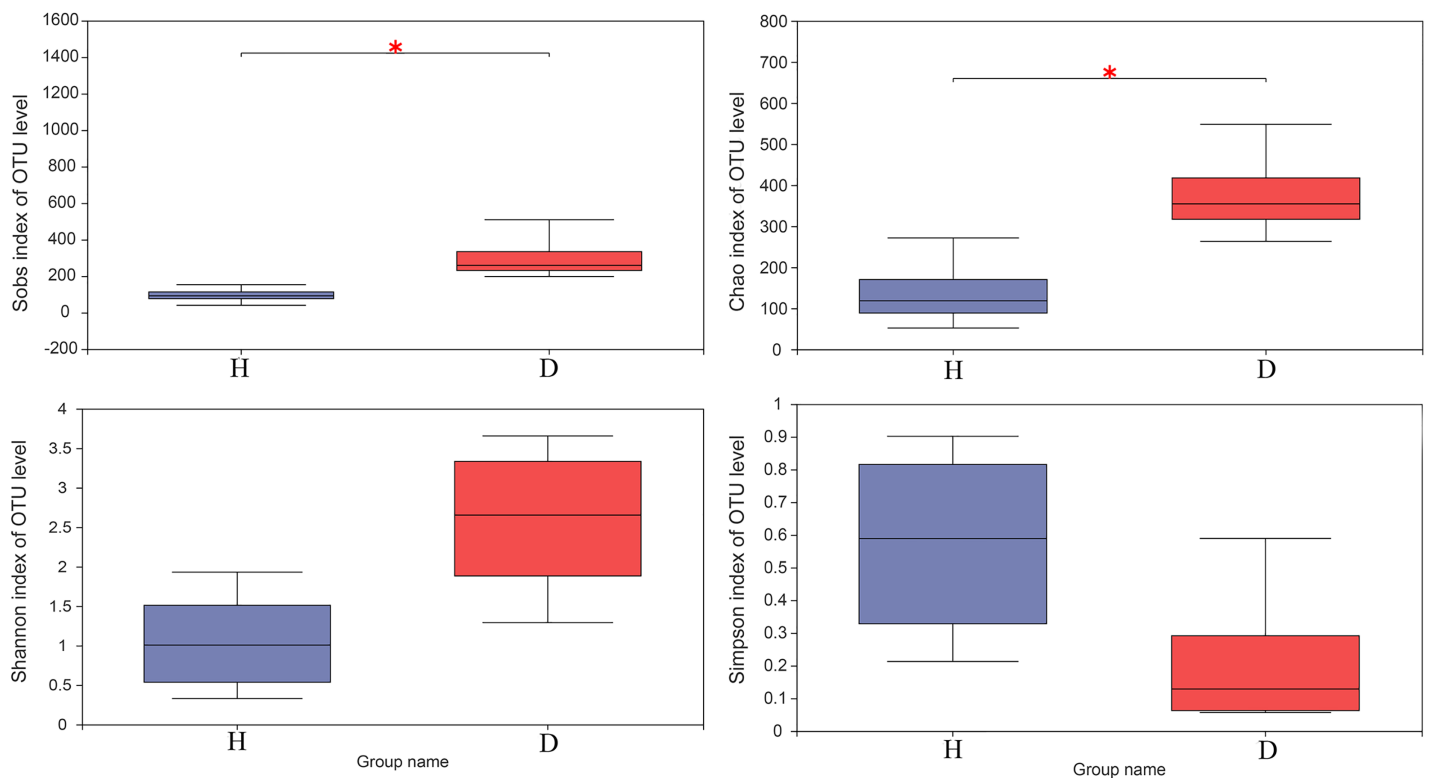 Sobs index of OTU level
1600
1400
1600
1000
800
600
400
200
0
-200
H
D
*
Chao index of OTU level
800
700
600
500
400
300
200
100
0
H
D
*
Shannon index of OTU level
4
3.5
3
2.5
2
1.5
1
0.5
0
H
D
Group name
Simpson index of OTU level
1
0.9
0.8
0.7
0.6
0.5
0.4
0.3
0.2
0.1
0
H
D
Group name